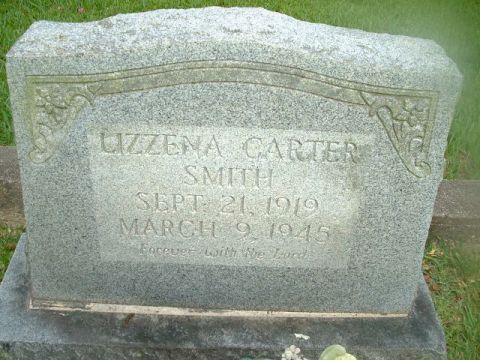 LIZZENA CARTER
SMITH
SEPT. 21, 1919
MARCH 9, 1945
Forever with the Lord